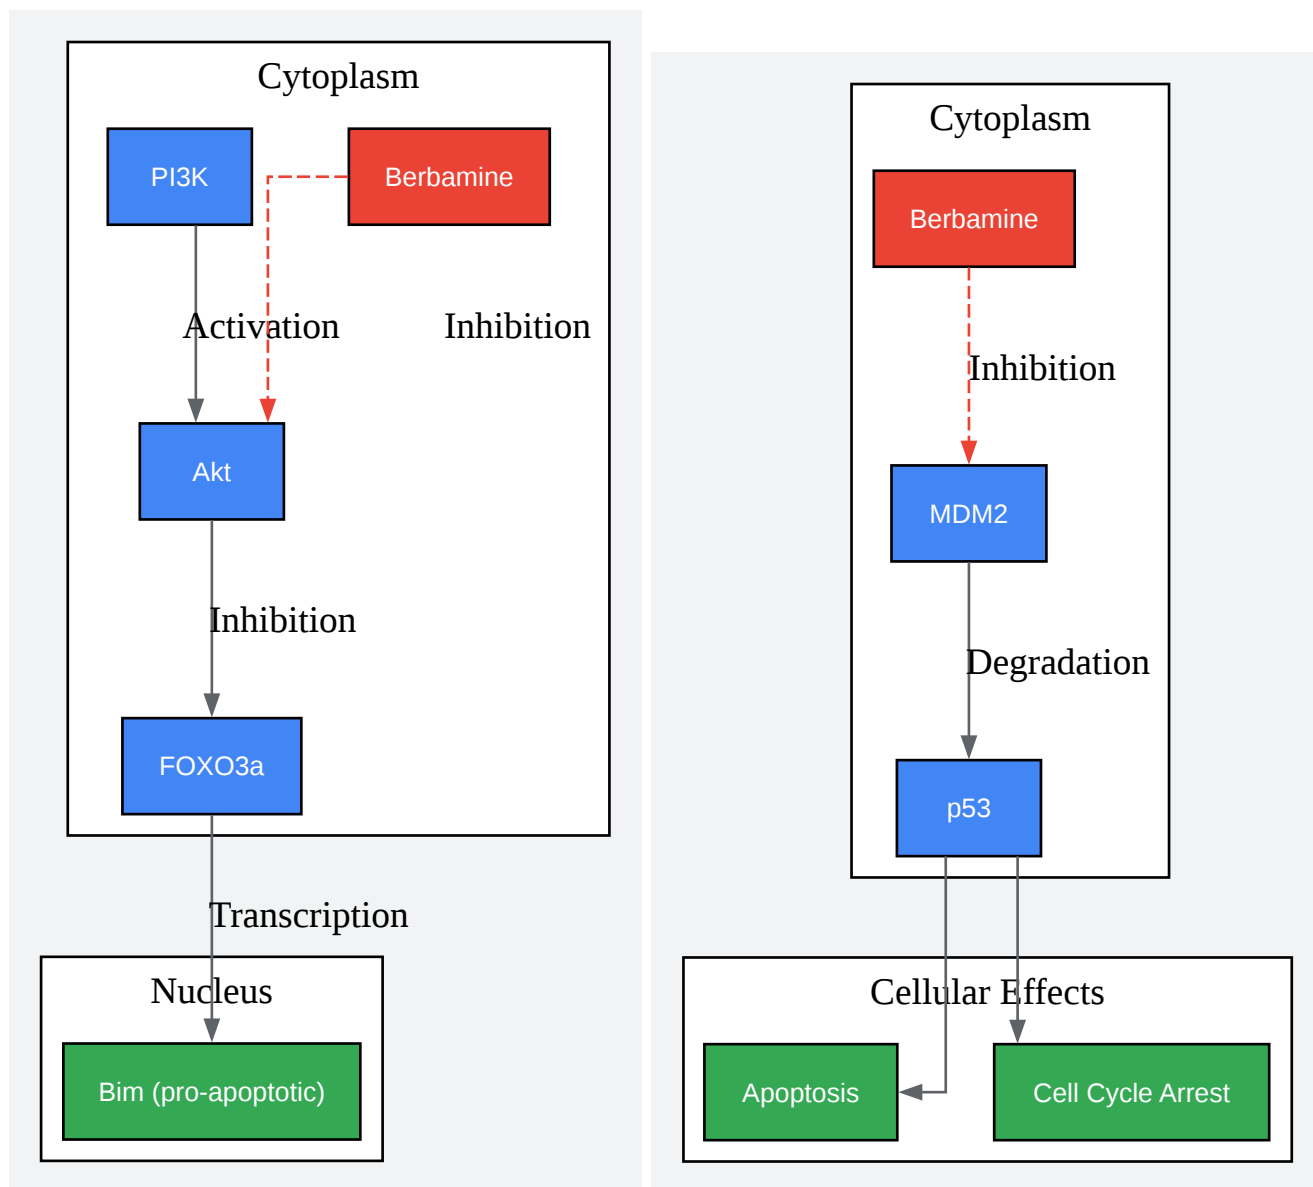 Cytoplasm
PI3K
Berbamine
Activation
Inhibition
Akt
Inhibition
FOXO3a
Transcription
Nucleus
Bim (pro-apoptotic)
Cytoplasm
Berbamine
Inhibition
MDM2
Degradation
p53
Cellular Effects
Apoptosis
Cell Cycle Arrest